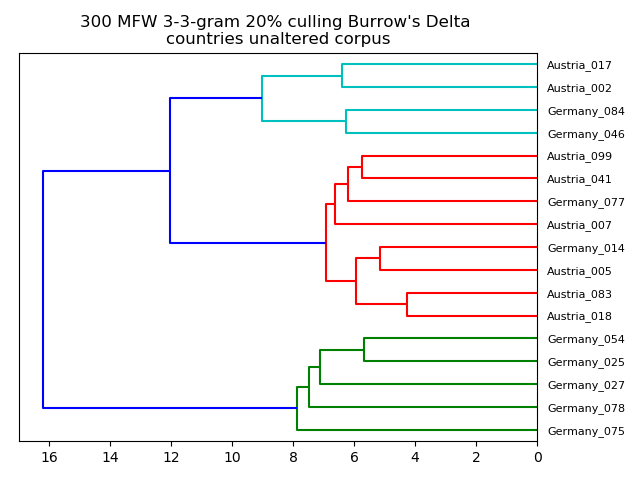 300 MFW 3-3-gram 20% culling Burrow's Delta
countries unaltered corpus
Austria_017
Austria_002
Germany_084
Germany_046
Austria_099
Austria_041
Germany_077
Austria_007
Germany_014
Austria_005
Austria_083
Austria_018
Germany_054
Germany_025
Germany_027
Germany_078
Germany_075
16 14 12 10 8 6 4 2 0